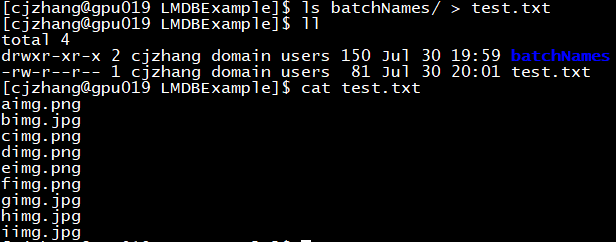 [cjzhang@gpu019 LMDBExample]$ ls batchNames/ > test.txt
[cjzhang@gpu019 LMDBExample]$ ll
total 4
drwxr-xr-x 2 cjzhang domain users 150 Jul 30 19:59 batchNames
-rw-r--r-- 1 cjzhang domain users  81 Jul 30 20:01 test.txt
[cjzhang@gpu019 LMDBExample]$ cat test.txt
aimg.png
bimg.jpg
cimg.png
dimg.png
eimg.png
fimg.png
gimg.jpg
himg.jpg
iimg.jpg